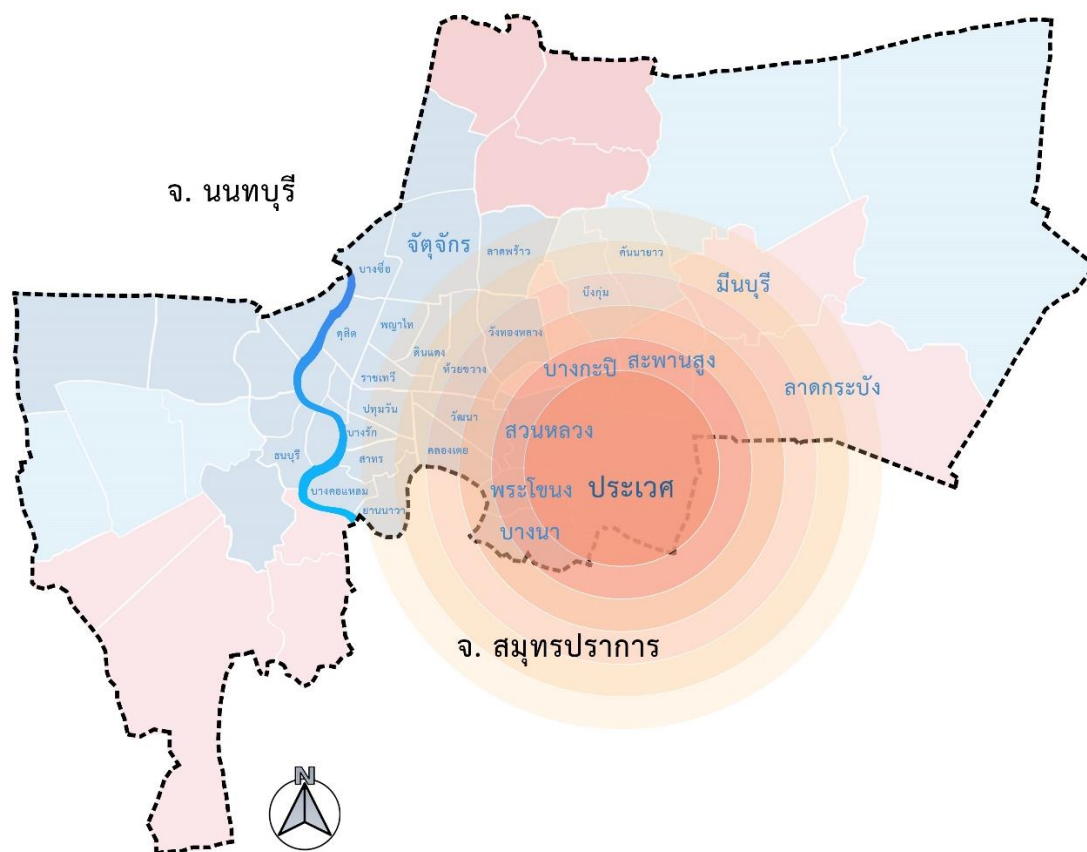 จ. นนทบุรี
จตุจักร
ลาดพร้าว
คันนายาว
บางซื่อ
มีนบุรี
บึงกุ่ม
ดุสิต
พญาไท
วังทองหลาง
ดินแดง
ห้วยขวาง
บางกะปิ
สะพานสูง
ราชเทวี
ลาดกระบัง
ปทุมวัน
วัฒนา
บางรัก
สวนหลวง
ธนบุรี
สาทร
คลองเตย
บางคอแหลม
พระโขนง
ประเวศ
ยานนาวา
บางนา
จ. สมุทรปราการ
N